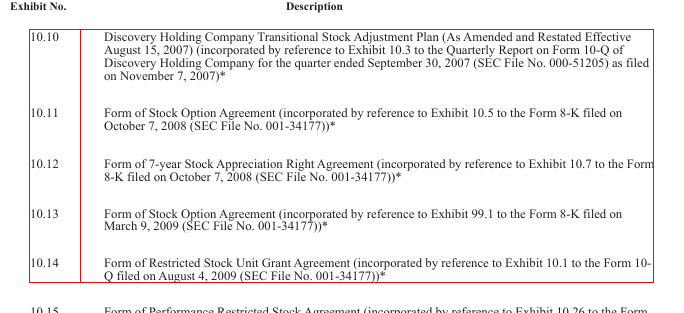 Exhibit No. Description
10.10 Discovery Holding Company Transitional Stock Adjustment Plan (As Amended and Restated Effective
August 15, 2007) (incorporated by reference to Exhibit 10.3 to the Quarterly Report on Form 10-Q of
Discovery Holding Company for the quarter ended September 30, 2007 (SEC File No. 000-51205) as filed
on November 7, 2007)*
10.11 Form of Stock Option Agreement (incorporated by reference to Exhibit 10.5 to the Form 8-K filed on
October 7, 2008 (SEC File No. 001-34177))*
10.12 Form of 7-year Stock Appreciation Right Agreement (incorporated by reference to Exhibit 10.7 to the Form
8-K filed on October 7, 2008 (SEC File No. 001-34177))*
10.13 Form of Stock Option Agreement (incorporated by reference to Exhibit 99.1 to the Form 8-K filed on
March 9, 2009 (SEC File No. 001-34177))*
10.14 Form of Restricted Stock Unit Grant Agreement (incorporated by reference to Exhibit 10.1 to the Form 10-
Q filed on August 4, 2009 (SEC File No. 001-34177))*
10.15 Form of Performance Restricted Stock Agreement (incorporated by reference to Exhibit 10.26 to the Form